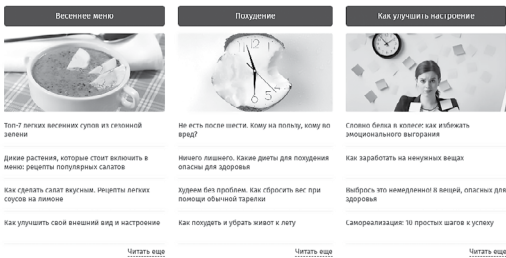 Весеннее меню
Топ-7 легких весенних супов из сезонной
зелени
Дикие растения, которые стоит включить в
меню: рецепты популярных салатов
Как сделать салат вкусным. Рецепты легких
соусов на лимоне
Как улучшить свой внешний вид и настроение
Читать еще
Похудение
12
11
6
5
Не есть после шести. Кому на пользу, кому во
вред?
Ничего лишнего. Какие диеты для похудения
опасны для здоровья
Худеем без проблем. Как сбросить вес при
помощи обычной тарелки
Как похудеть и убрать живот к лету
Читать еще
Как улучшить настроение
Словно белка в колесе: как избежать
эмоционального выгорания
Как заработать на ненужных вещах
Выбрось это немедленно! 8 вещей, опасных для
здоровья
Самореализация: 10 простых шагов к успеху
Читать еще